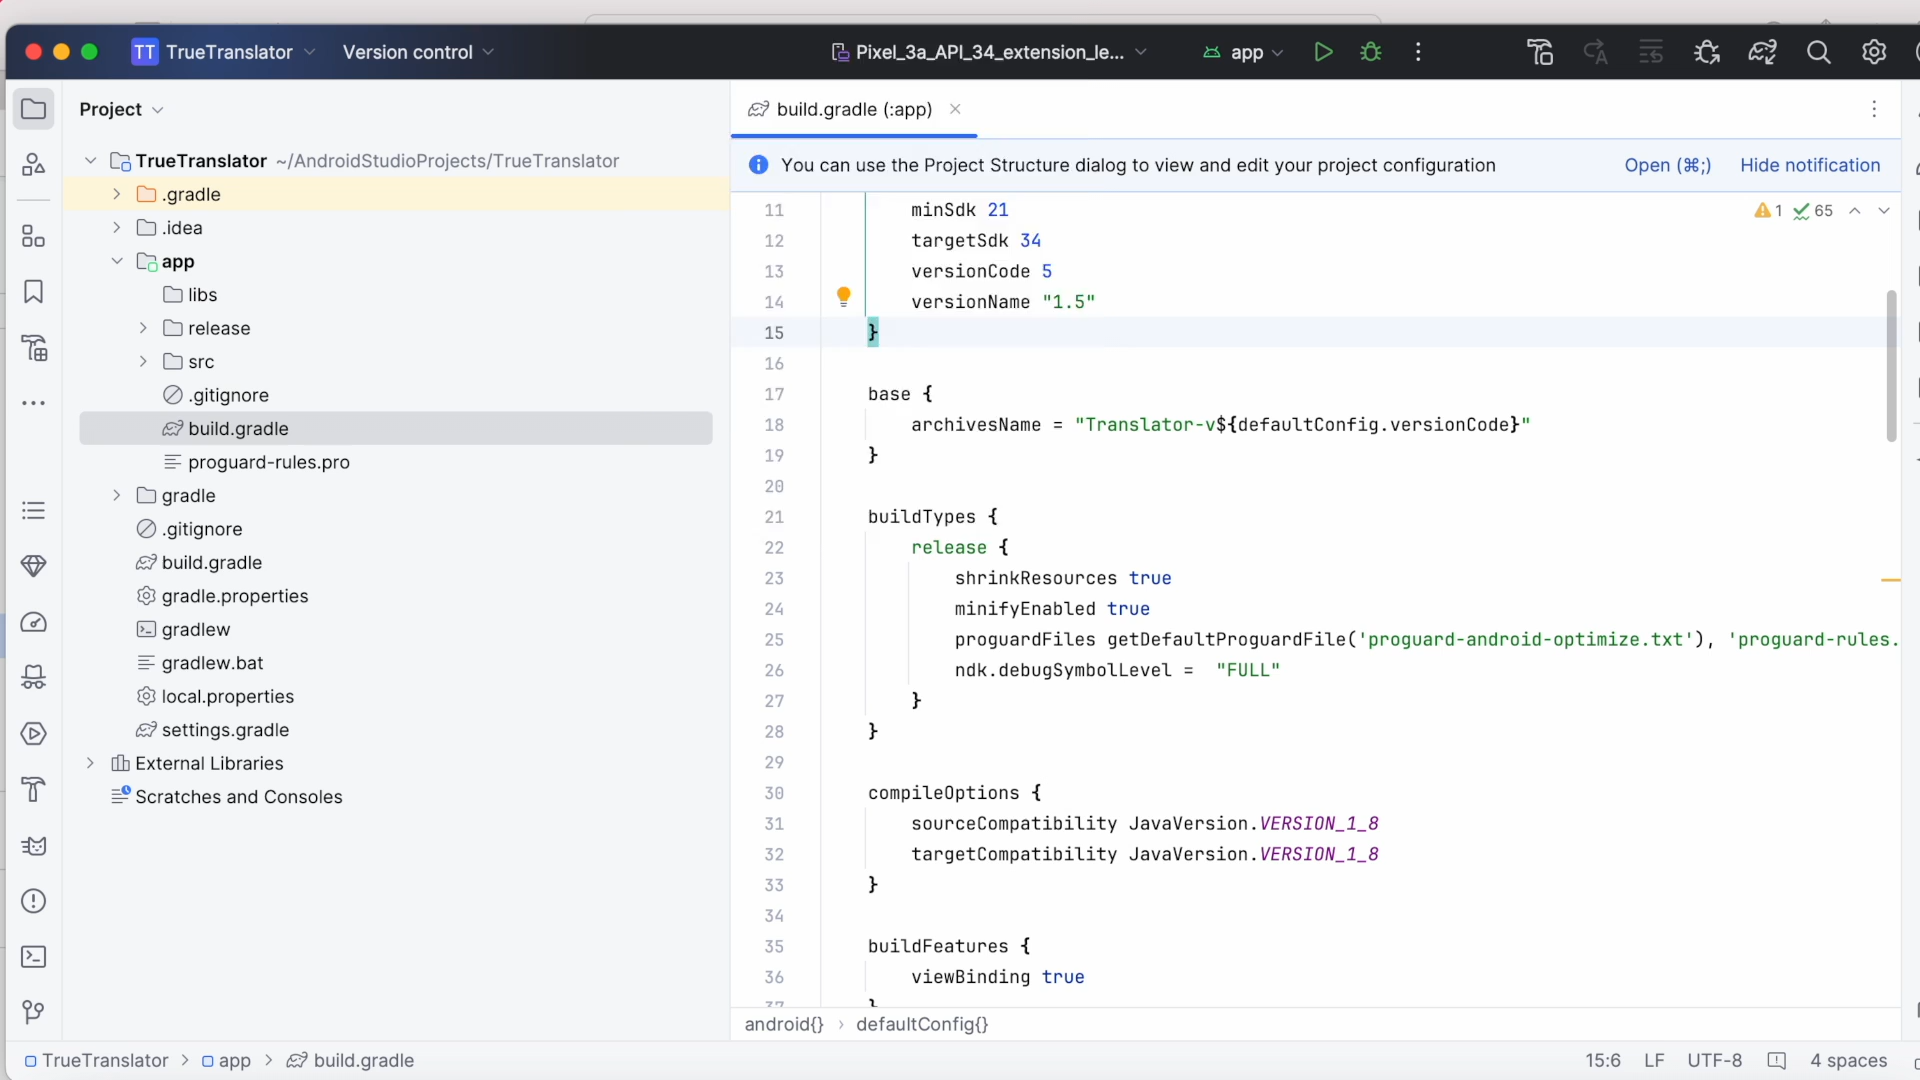 TT TrueTranslator Version control Pixel_3a_API_34_extension_le... app
Project
TrueTranslator ~/AndroidStudioProjects/TrueTranslator
.gradle
.idea
app
libs
release
src
.gitignore
build.gradle
proguard-rules.pro
gradle
.gitignore
build.gradle
gradle.properties
gradlew
gradlew.bat
local.properties
settings.gradle
External Libraries
Scratches and Consoles
build.gradle (:app)
You can use the Project Structure dialog to view and edit your project configuration Open (⌘;) Hide notification
1 65
11 minSdk 21
12 targetSdk 34
13 versionCode 5
14 versionName "1.5"
15 }
16
17 base {
18 archivesName = "Translator-v${defaultConfig.versionCode}"
19 }
20
21 buildTypes {
22 release {
23 shrinkResources true
24 minifyEnabled true
25 proguardFiles getDefaultProguardFile('proguard-android-optimize.txt'), 'proguard-rules.
26 ndk.debugSymbolLevel = "FULL"
27 }
28 }
29
30 compileOptions {
31 sourceCompatibility JavaVersion.VERSION_1_8
32 targetCompatibility JavaVersion.VERSION_1_8
33 }
34
35 buildFeatures {
36 viewBinding true
37 }
android{} › defaultConfig{}
TrueTranslator > app > build.gradle 15:6 LF UTF-8 4 spaces